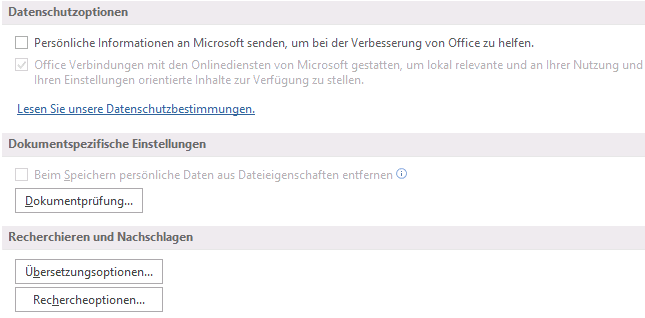 Datenschutzoptionen
Persönliche Informationen an Microsoft senden, um bei der Verbesserung von Office zu helfen.
Office Verbindungen mit den Onlinediensten von Microsoft gestatten, um lokal relevante und an Ihrer Nutzung und
Ihren Einstellungen orientierte Inhalte zur Verfügung zu stellen.
Lesen Sie unsere Datenschutzbestimmungen.
Dokumentspezifische Einstellungen
Beim Speichern persönliche Daten aus Dateieigenschaften entfernen
Dokumentprüfung...
Recherchieren und Nachschlagen
Übersetzungsoptionen...
Rechercheoptionen...